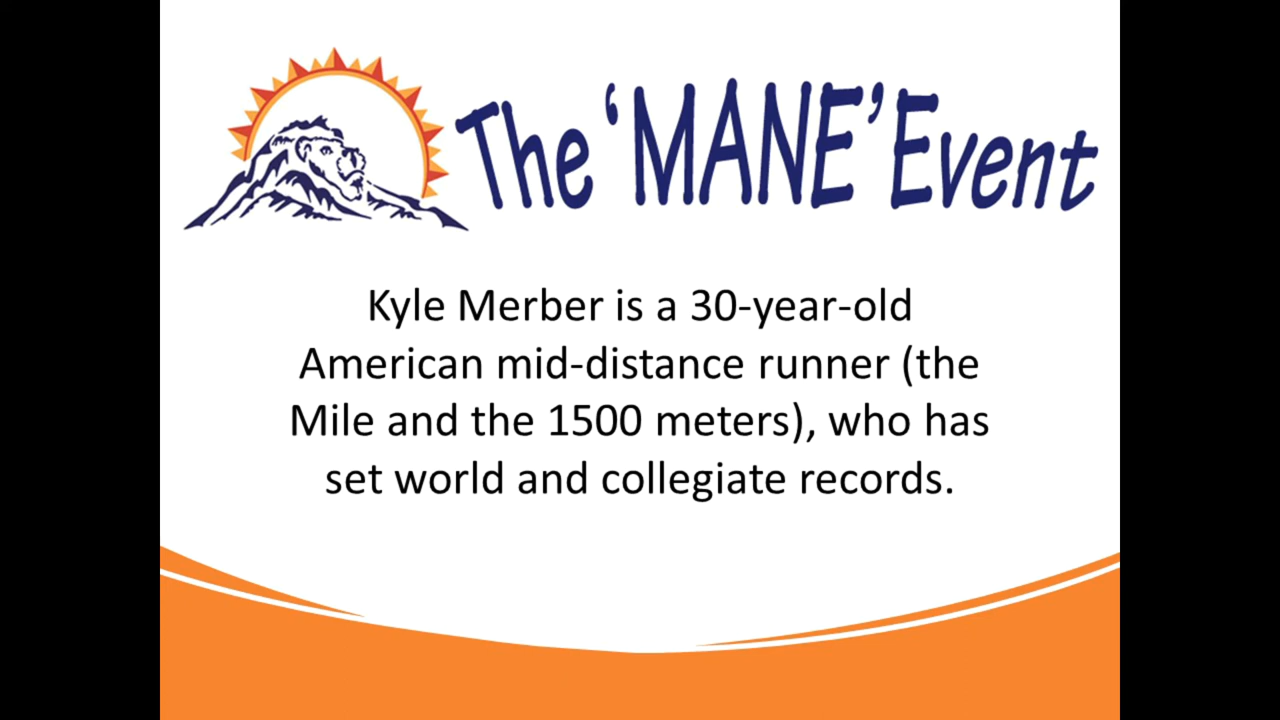 The ‘MANE’ Event
Kyle Merber is a 30-year-old
American mid-distance runner (the
Mile and the 1500 meters), who has
set world and collegiate records.